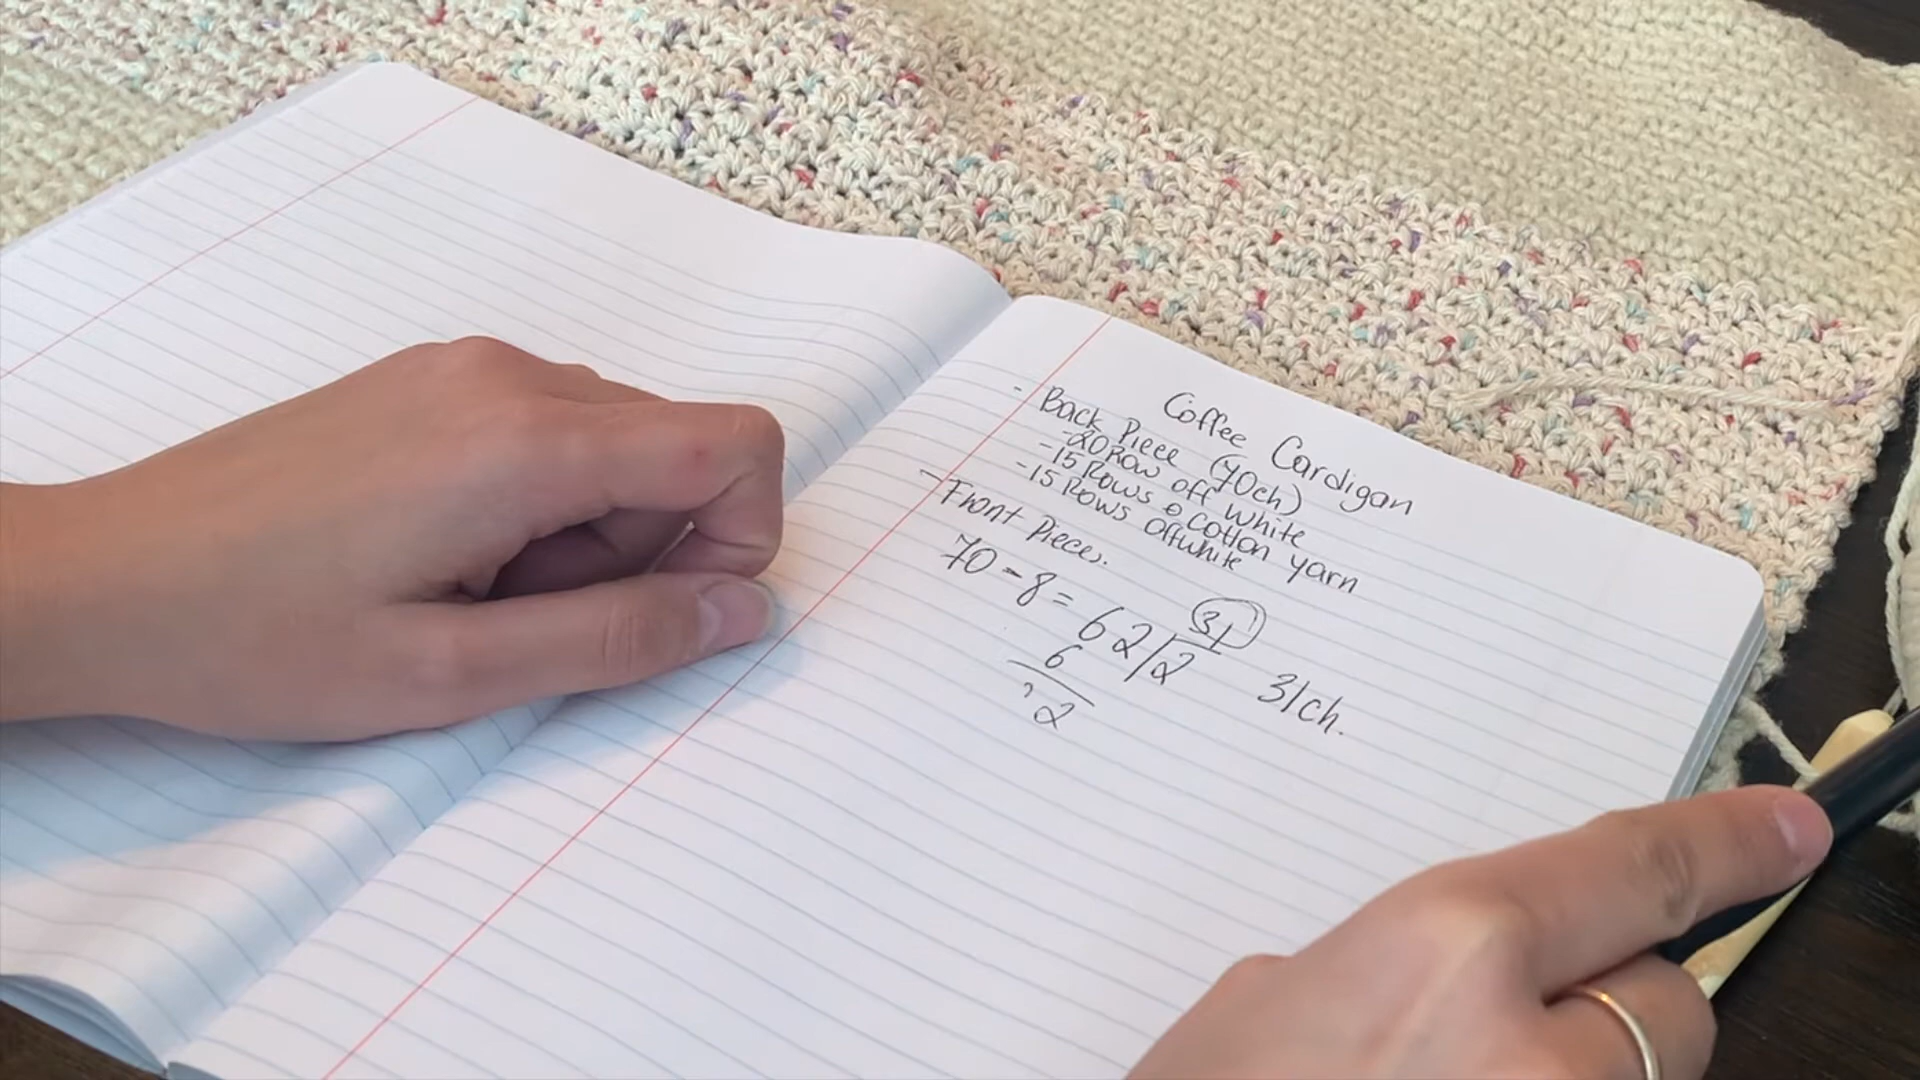 Coffee Cardigan
- Back Piece (70ch)
- 20 Row off white
- 15 Rows Cotton yarn
- 15 Rows offwhite
- Front Piece.
70 - 8 = 62 | 2 31
6
2
31ch.